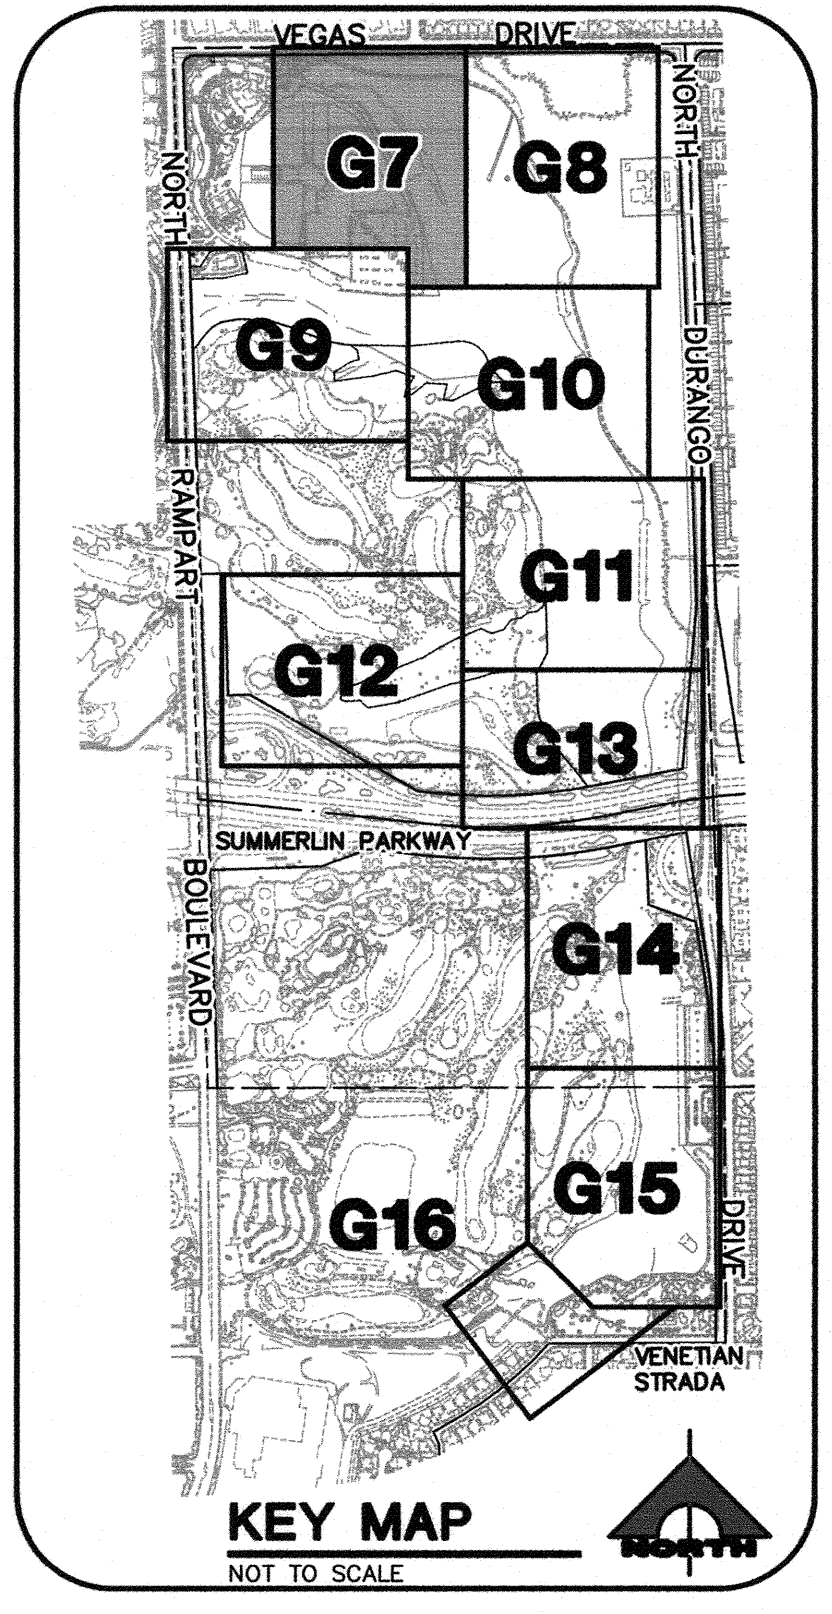 VEGAS DRIVE
NORTH
NORTH
G7
G8
G9
G10
DURANGO
RAMPART
G11
G12
G13
SUMMERLIN PARKWAY
BOULEVARD
G14
G15
G16
DRIVE
VENETIAN
STRADA
KEY MAP
NORTH
NOT TO SCALE